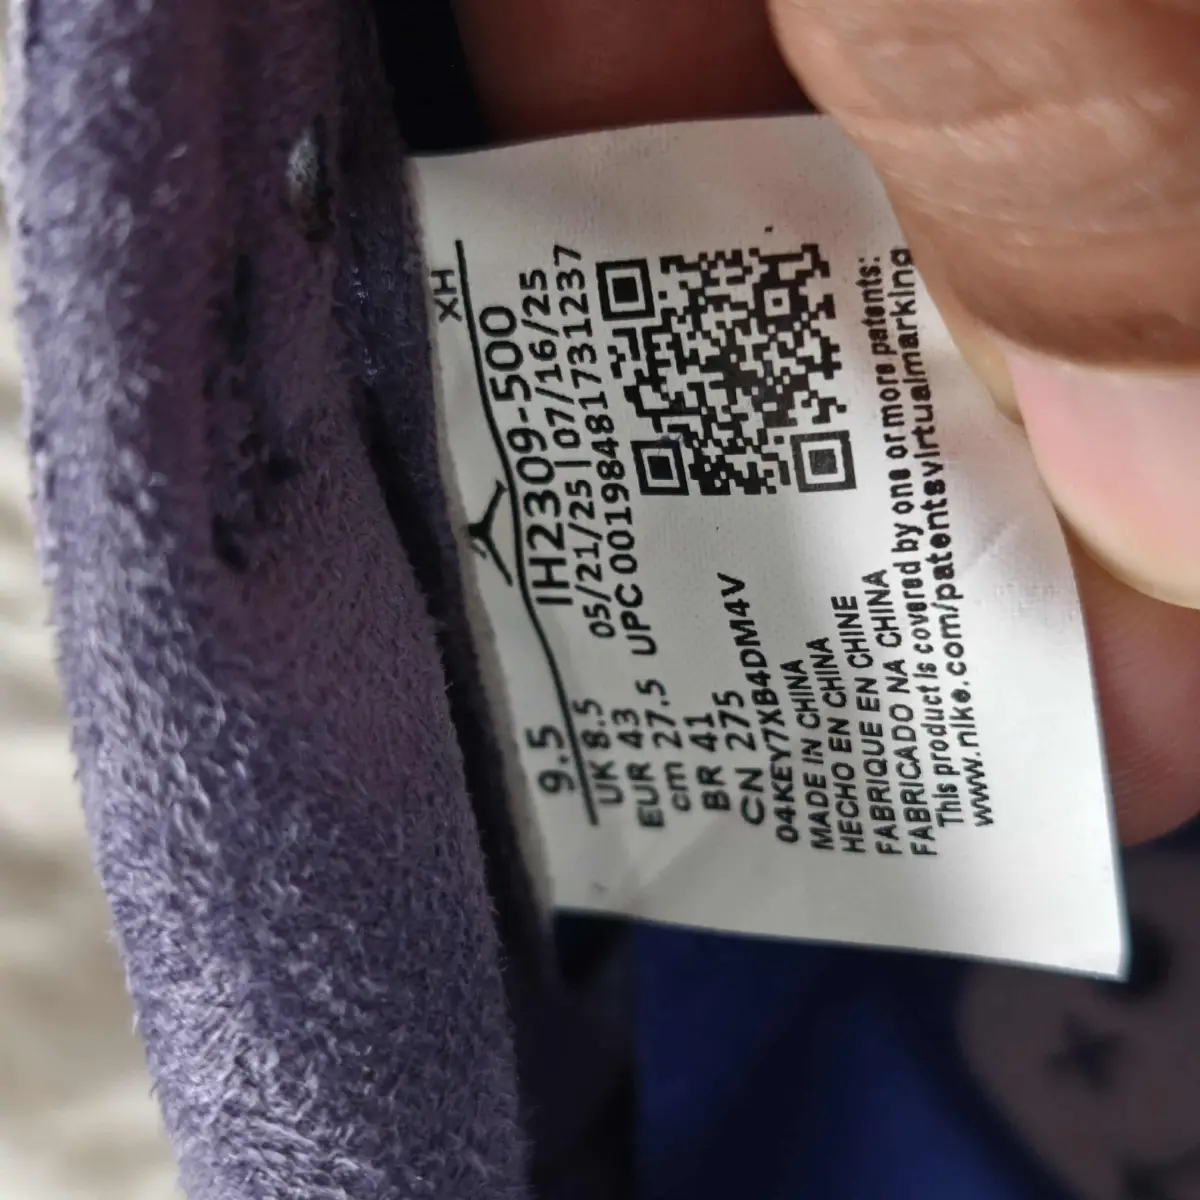 XH
9.5 IH2309-500
UK 8.5 05/21/25 | 07/16/25
EUR 43 UPC 00198481731237
cm 27.5
BR 41
CN 275
04KEY7XB4DM4V
MADE IN CHINA
HECHO EN CHINA
FABRIQUE EN CHINE
FABRICADO NA CHINA
This product is covered by one or more patents:
www.nike.com/patentsvirtualmarking